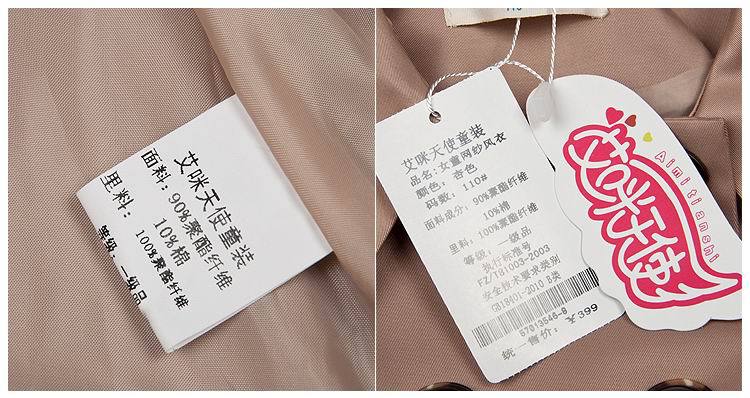 艾咪天使童装
面料：90%聚酯纤维
10%棉
里料：
100%聚酯纤维
等级：一级品
艾咪天使童装
品名：女童网纱风衣
颜色：杏色
码数：110#
面料成分：90%聚酯纤维
10%棉
里料：100%聚酯纤维
等级：一级品
执行标准号
FZ/T81003-2003
安全技术要求类别
GB18401-2010 B类
57013546-8
统一售价：￥399
艾咪天使
Aimitianshi